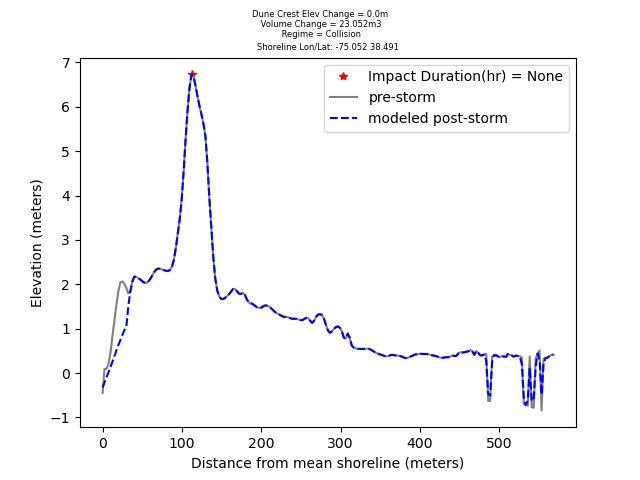 Dune Crest Elev Change = 0.0m
Volume Change = 23.052m3
Regime = Collision
Shoreline Lon/Lat: -75.052 38.491
Impact Duration(hr) = None
pre-storm
modeled post-storm
Elevation (meters)
7
6
5
4
3
2
1
0
−1
0 100 200 300 400 500
Distance from mean shoreline (meters)